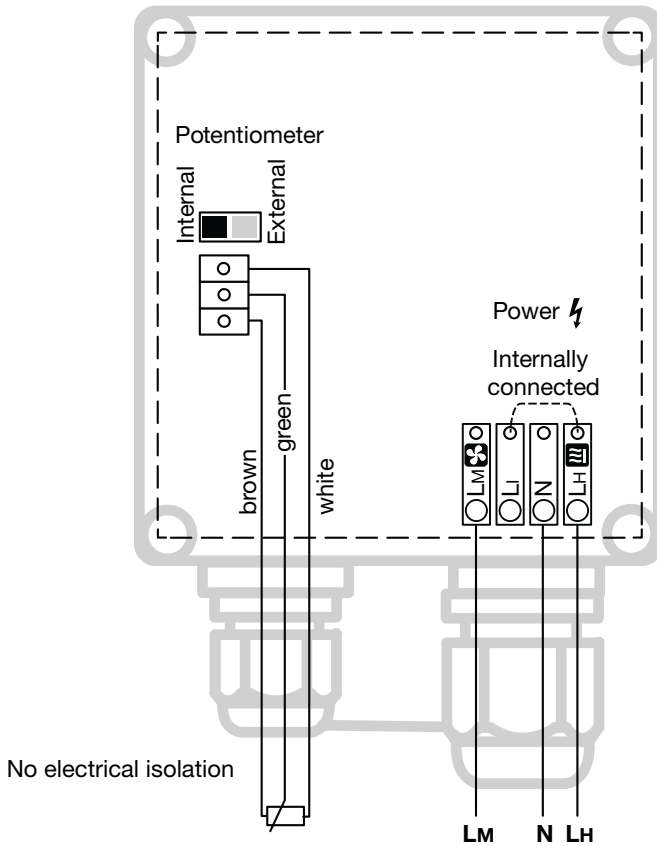 Potentiometer
Internal
External
Power
Internally
connected
LM
LI
N
LH
brown
green
white
No electrical isolation
LM
N
LH